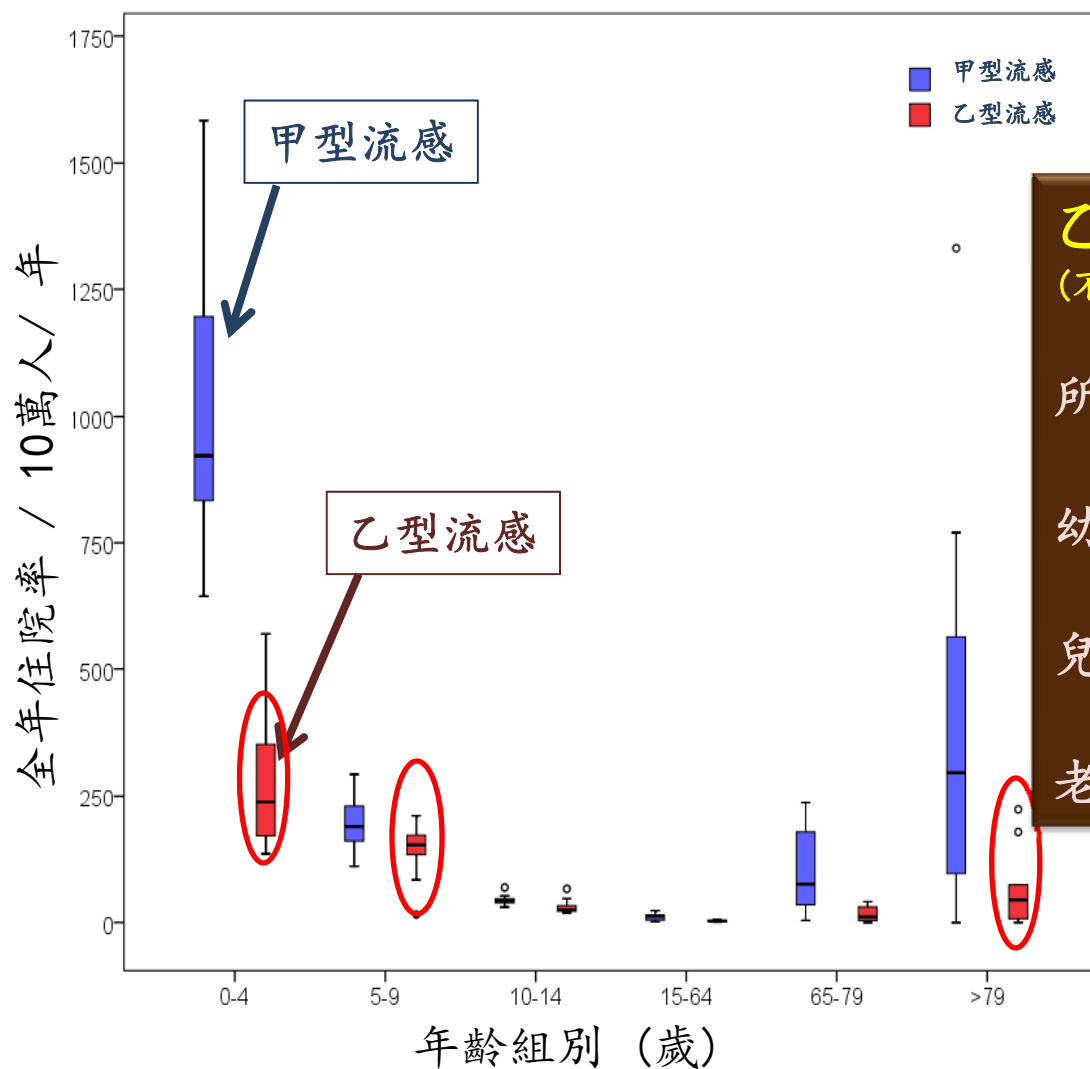 1750
1500
1250
1000
750
500
250
0
全年住院率 / 10萬人/ 年
甲型流感
乙型流感
甲型流感
乙型流感
乙
(不
所
幼
兒
老
0-4
5-9
10-14
15-64
65-79
>79
年齡組別 (歲)